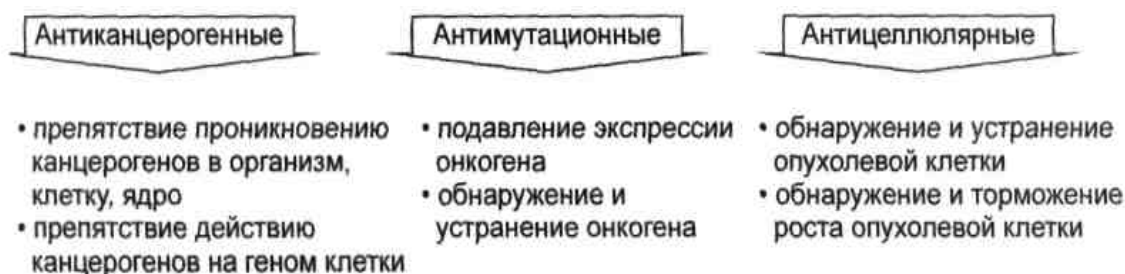 Антиканцерогенные
Антимутационные
Антицеллюлярные
• препятствие проникновению
канцерогенов в организм,
клетку, ядро
• препятствие действию
канцерогенов на геном клетки
• подавление экспрессии
онкогена
• обнаружение и
устранение онкогена
• обнаружение и устранение
опухолевой клетки
• обнаружение и торможение
роста опухолевой клетки